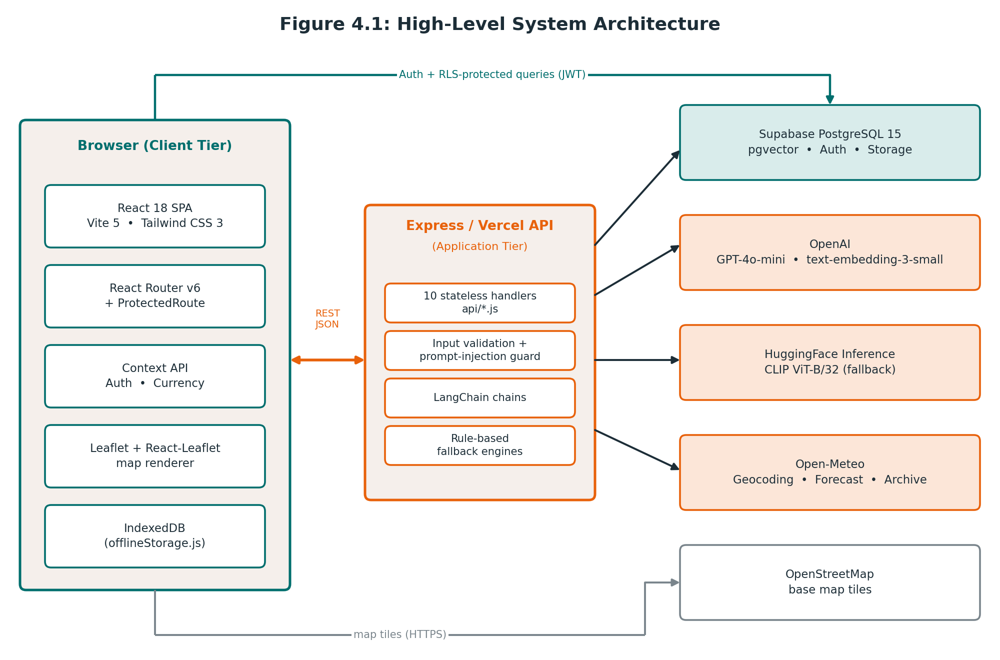 Figure 4.1: High-Level System Architecture
Auth + RLS-protected queries (JWT)
Browser (Client Tier)
React 18 SPA
Vite 5 • Tailwind CSS 3
React Router v6
+ ProtectedRoute
Context API
Auth • Currency
Leaflet + React-Leaflet
map renderer
IndexedDB
(offlineStorage.js)
REST
JSON
Express / Vercel API
(Application Tier)
10 stateless handlers
api/*.js
Input validation +
prompt-injection guard
LangChain chains
Rule-based
fallback engines
Supabase PostgreSQL 15
pgvector • Auth • Storage
OpenAI
GPT-4o-mini • text-embedding-3-small
HuggingFace Inference
CLIP ViT-B/32 (fallback)
Open-Meteo
Geocoding • Forecast • Archive
OpenStreetMap
base map tiles
map tiles (HTTPS)